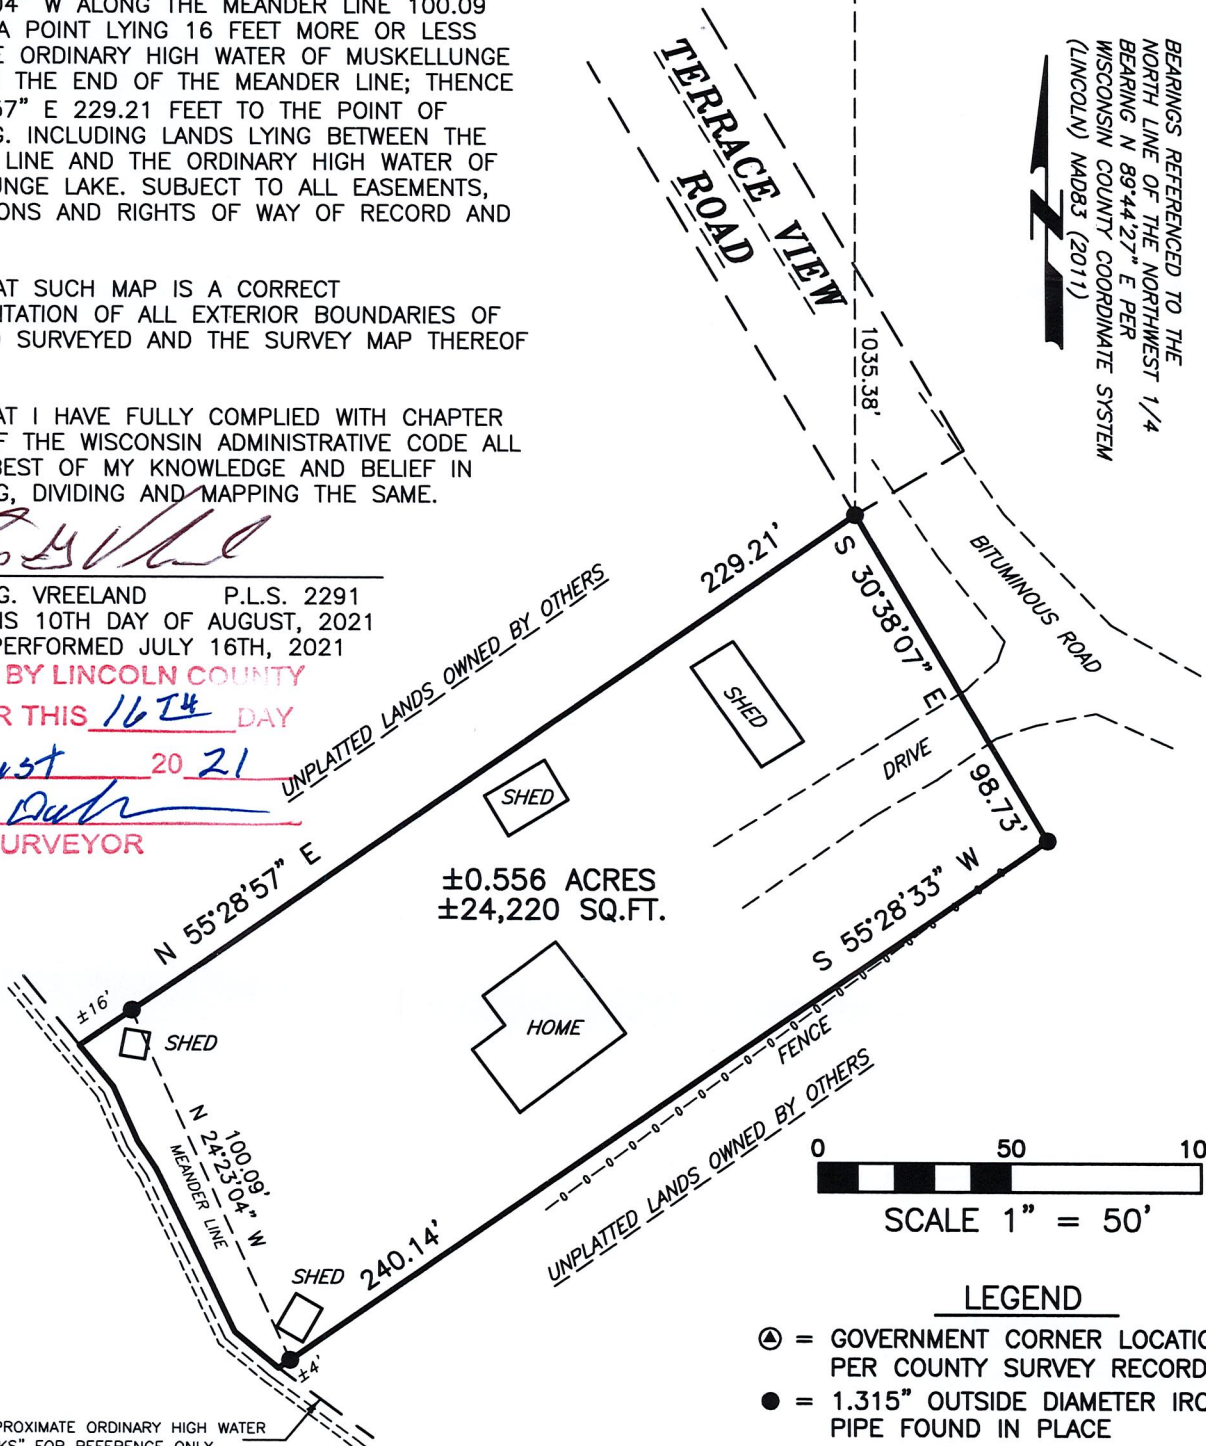 W ALONG THE MEANDER LINE 100.09
A POINT LYING 16 FEET MORE OR LESS
ORDINARY HIGH WATER OF MUSKELLUNGE
THE END OF THE MEANDER LINE; THENCE
57" E 229.21 FEET TO THE POINT OF
INCLUDING LANDS LYING BETWEEN THE
LINE AND THE ORDINARY HIGH WATER OF
LAKE. SUBJECT TO ALL EASEMENTS,
AND RIGHTS OF WAY OF RECORD AND
SUCH MAP IS A CORRECT
OF ALL EXTERIOR BOUNDARIES OF
SURVEYED AND THE SURVEY MAP THEREOF
I HAVE FULLY COMPLIED WITH CHAPTER
THE WISCONSIN ADMINISTRATIVE CODE ALL
BEST OF MY KNOWLEDGE AND BELIEF IN
DIVIDING AND MAPPING THE SAME.
G. VREELAND P.L.S. 2291
10TH DAY OF AUGUST, 2021
PERFORMED JULY 16TH, 2021
BY LINCOLN COUNTY
THIS 16TH DAY
20 21
SURVEYOR
BEARINGS REFERENCED TO THE
NORTH LINE OF THE NORTHWEST 1/4
BEARING N 89°44'27" E PER
WISCONSIN COUNTY COORDINATE SYSTEM
(LINCOLN) NAD83 (2011)
N
TERRACE VIEW
ROAD
1035.38'
BITUMINOUS ROAD
229.21'
S 30°38'07" E
98.73'
UNPLATTED LANDS OWNED BY OTHERS
SHED
SHED
DRIVE
N 55°28'57" E
±0.556 ACRES
±24,220 SQ.FT.
S 55°28'33" W
HOME
±16'
SHED
FENCE
UNPLATTED LANDS OWNED BY OTHERS
100.09'
N 24°23'04" W
MEANDER LINE
SHED
240.14'
±4'
0 50
SCALE 1" = 50'
LEGEND
= GOVERNMENT CORNER LOCATIO
PER COUNTY SURVEY RECORD
= 1.315" OUTSIDE DIAMETER IRO
PIPE FOUND IN PLACE
PROXIMATE ORDINARY HIGH WATER
FOR REFERENCE ONLY